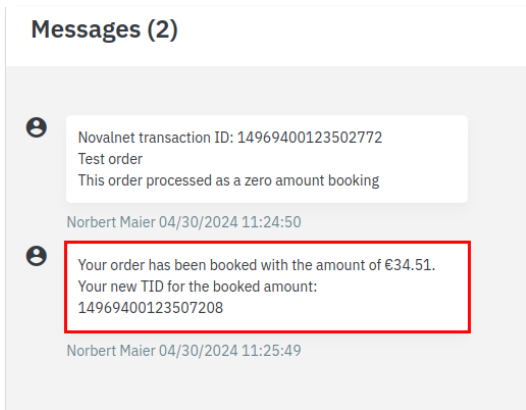 Messages (2)
Novalnet transaction ID: 14969400123502772
Test order
This order processed as a zero amount booking
Norbert Maier 04/30/2024 11:24:50
Your order has been booked with the amount of €34.51.
Your new TID for the booked amount:
14969400123507208
Norbert Maier 04/30/2024 11:25:49